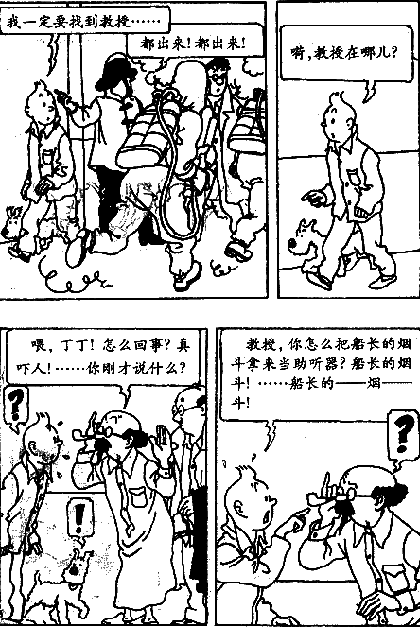 我一定要找到教授……
都出来！都出来！
嗬，教授在哪儿？
喂，丁丁！怎么回事？真
吓人！……你刚才说什么？
？
！
教授，你怎么把船长的烟
斗拿来当助听器？船长的烟
斗！……船长的——烟——
斗！
？